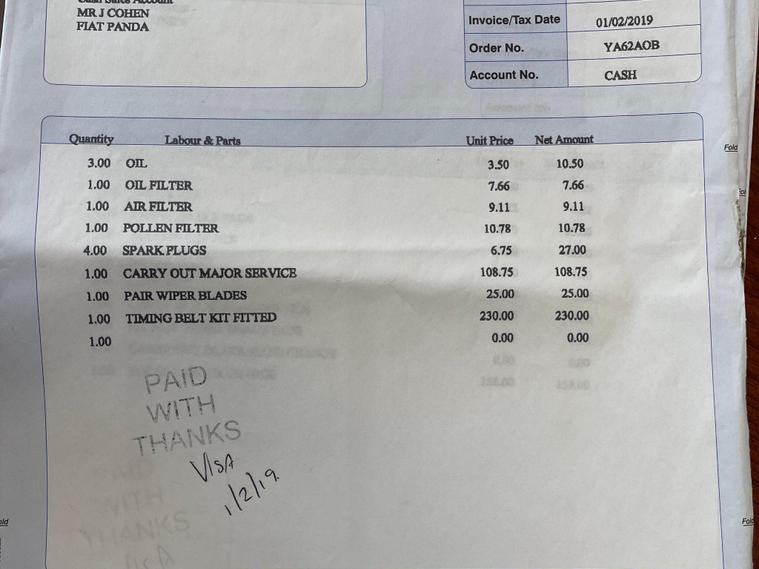 Cash Sales Account
MR J COHEN
FIAT PANDA
Invoice/Tax Date 01/02/2019
Order No. YA62AOB
Account No. CASH
Quantity Labour & Parts Unit Price Net Amount
3.00 OIL 3.50 10.50
1.00 OIL FILTER 7.66 7.66
1.00 AIR FILTER 9.11 9.11
1.00 POLLEN FILTER 10.78 10.78
4.00 SPARK PLUGS 6.75 27.00
1.00 CARRY OUT MAJOR SERVICE 108.75 108.75
1.00 PAIR WIPER BLADES 25.00 25.00
1.00 TIMING BELT KIT FITTED 230.00 230.00
1.00 0.00 0.00
PAID
WITH
THANKS
VISA
1/2/19
Fold